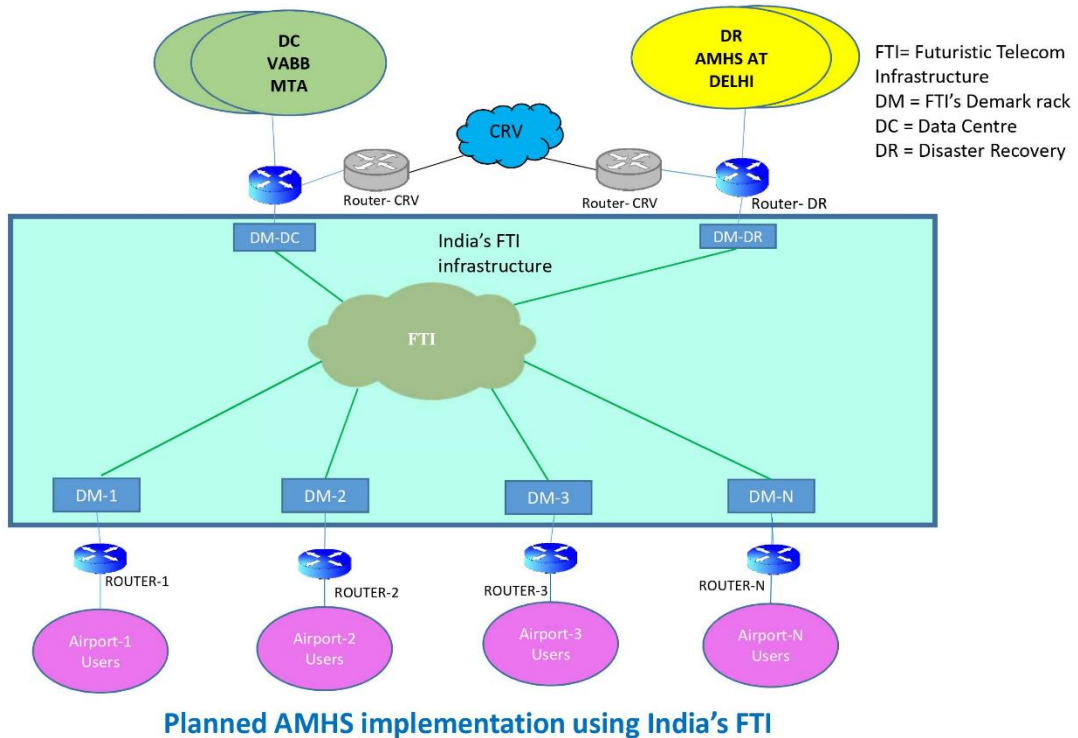 DC
VABB
MTA
DR
AMHS AT
DELHI
FTI= Futuristic Telecom
Infrastructure
DM = FTI's Demark rack
DC = Data Centre
DR = Disaster Recovery
CRV
Router- CRV
Router- CRV
Router- DR
DM-DC
India's FTI
infrastructure
DM-DR
FTI
DM-1
DM-2
DM-3
DM-N
ROUTER-1
ROUTER-2
ROUTER-3
ROUTER-N
Airport-1
Users
Airport-2
Users
Airport-3
Users
Airport-N
Users
Planned AMHS implementation using India's FTI